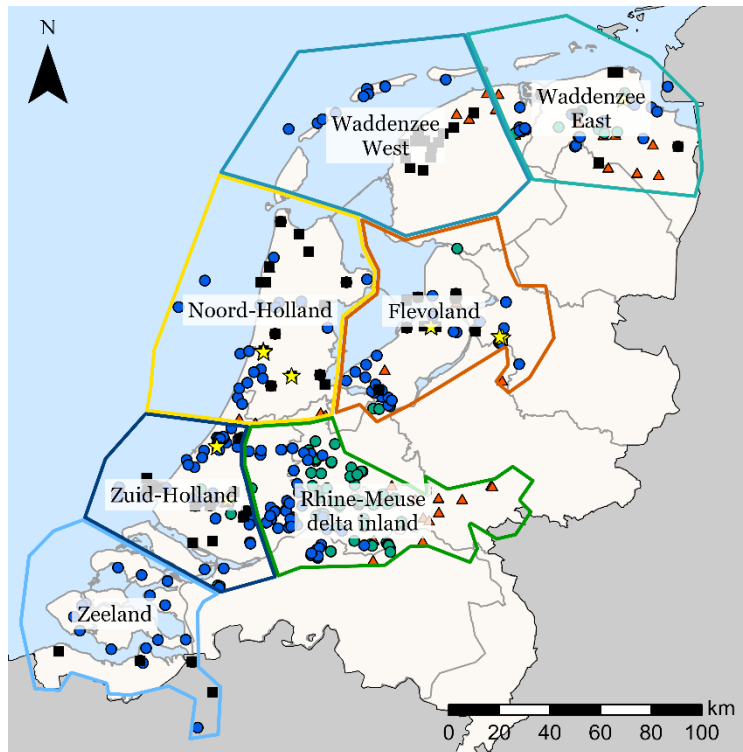 N
Waddenzee
West
Waddenzee
East
Noord-Holland
Flevoland
Zuid-Holland
Rhine-Meuse
delta inland
Zeeland
km
0 20 40 60 80 100